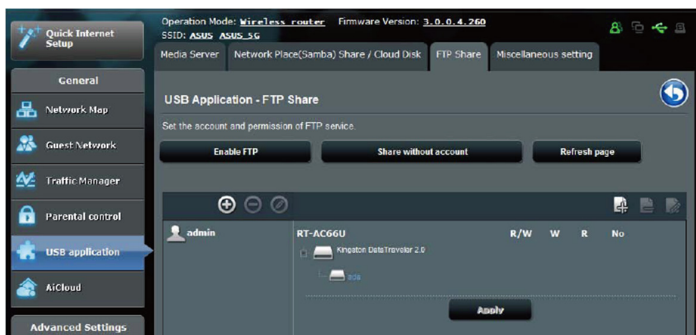 Quick Internet
Setup
Operation Mode: Wireless router Firmware Version: 3.0.0.4.260
SSID: ASUS ASUS_5G
Media Server Network Place(Samba) Share / Cloud Disk FTP Share Miscellaneous setting
General
Network Map
Guest Network
Traffic Manager
Parental control
USB application
AiCloud
Advanced Settings
USB Application - FTP Share
Set the account and permission of FTP service.
Enable FTP Share without account Refresh page
admin
RT-AC66U R/W W R No
Kingston DataTraveler 2.0
Apply